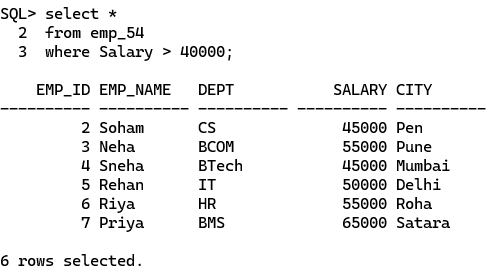 SQL> select *
  2  from emp_54
  3  where Salary > 40000;

    EMP_ID EMP_NAME   DEPT           SALARY CITY
---------- ---------- ---------- ---------- ----------
         2 Soham      CS              45000 Pen
         3 Neha       BCOM            55000 Pune
         4 Sneha      BTech           45000 Mumbai
         5 Rehan      IT              50000 Delhi
         6 Riya       HR              55000 Roha
         7 Priya      BMS             65000 Satara

6 rows selected.